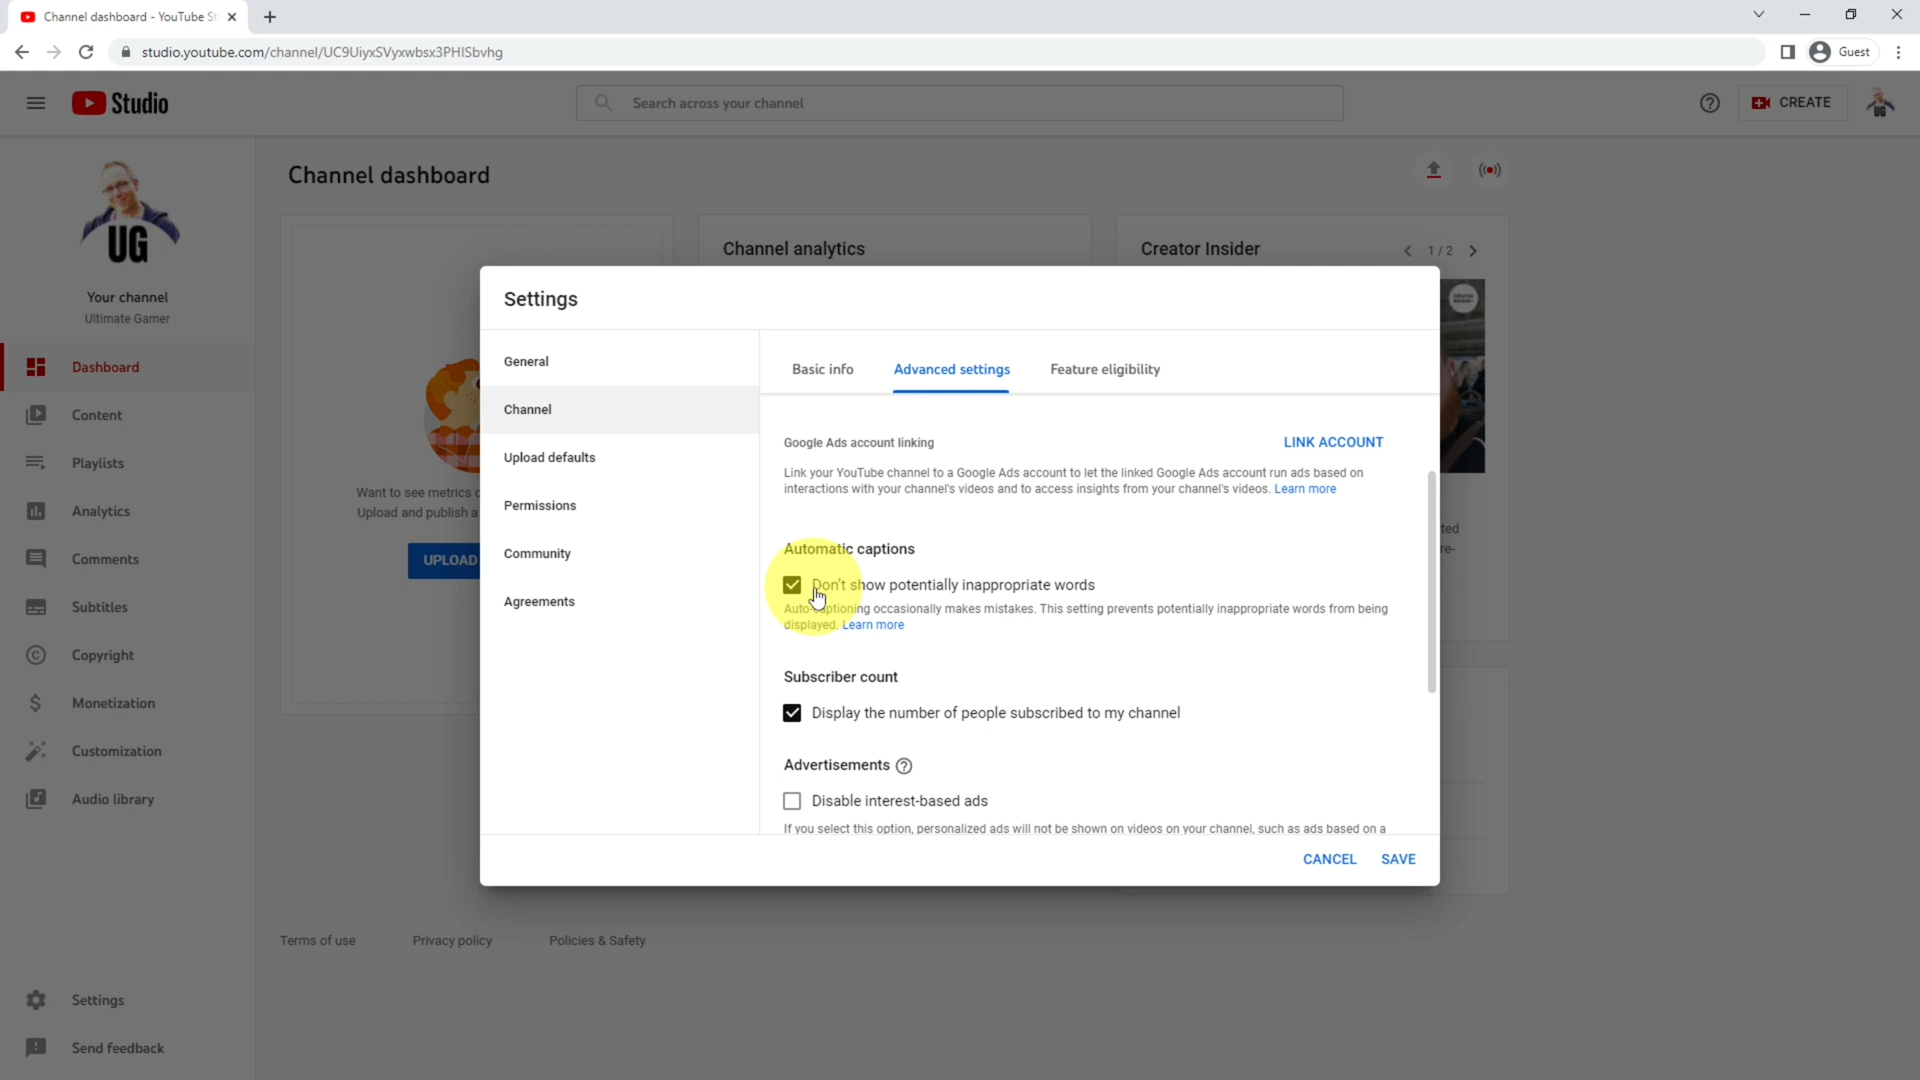 Channel dashboard - YouTube St
studio.youtube.com/channel/UC9UiyxSVyxwbsx3PHISbvhg
Guest
Studio
Search across your channel
CREATE
UG
Your channel
Ultimate Gamer
Dashboard
Content
Playlists
Analytics
Comments
Subtitles
Copyright
Monetization
Customization
Audio library
Settings
Send feedback
Channel dashboard
Want to see metrics
Upload and publish a
UPLOAD
Channel analytics
Creator Insider
1 / 2
ted
re-
Settings
General
Channel
Upload defaults
Permissions
Community
Agreements
Basic info
Advanced settings
Feature eligibility
Google Ads account linking
LINK ACCOUNT
Link your YouTube channel to a Google Ads account to let the linked Google Ads account run ads based on
interactions with your channel's videos and to access insights from your channel's videos. Learn more
Automatic captions
Don't show potentially inappropriate words
Auto-captioning occasionally makes mistakes. This setting prevents potentially inappropriate words from being
displayed. Learn more
Subscriber count
Display the number of people subscribed to my channel
Advertisements
Disable interest-based ads
If you select this option, personalized ads will not be shown on videos on your channel, such as ads based on a
CANCEL
SAVE
Terms of use
Privacy policy
Policies & Safety